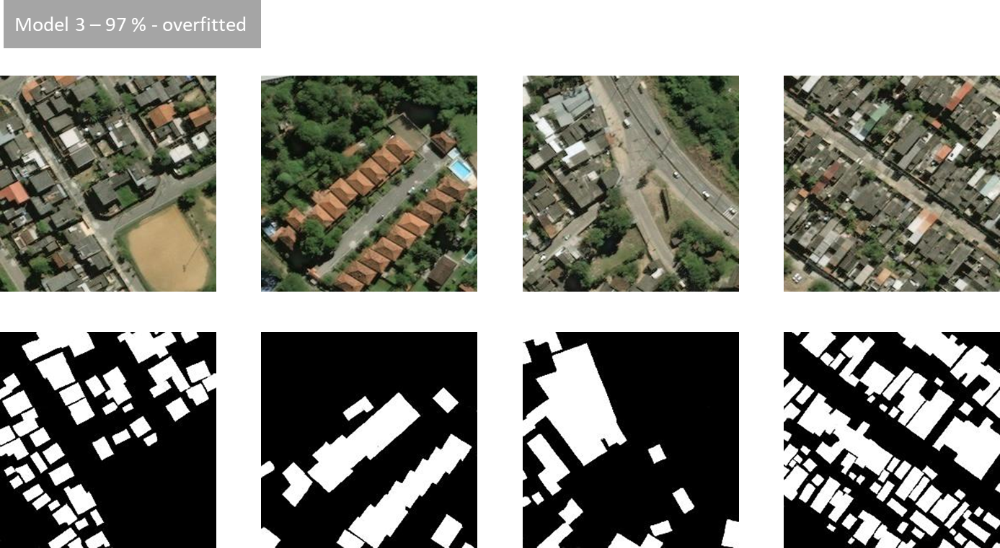 Model 3 – 97 % - overfitted